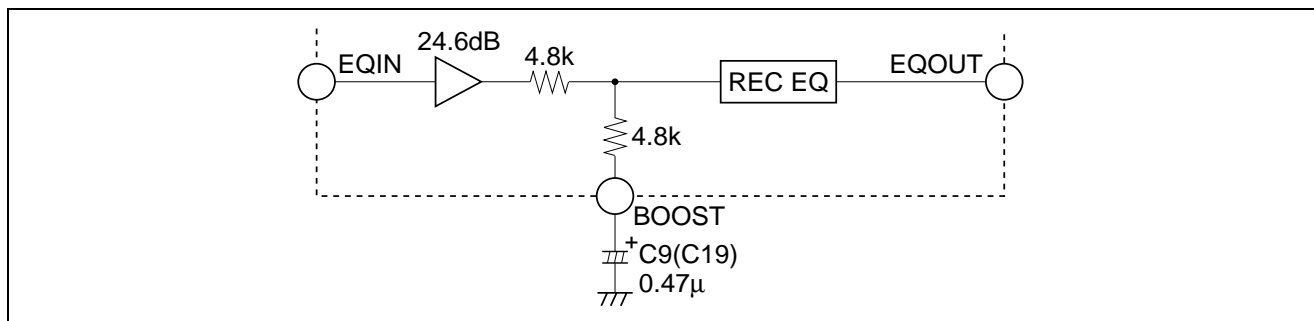 24.6dB
EQIN
4.8k
REC EQ
EQOUT
4.8k
BOOST
+
C9(C19)
0.47μ